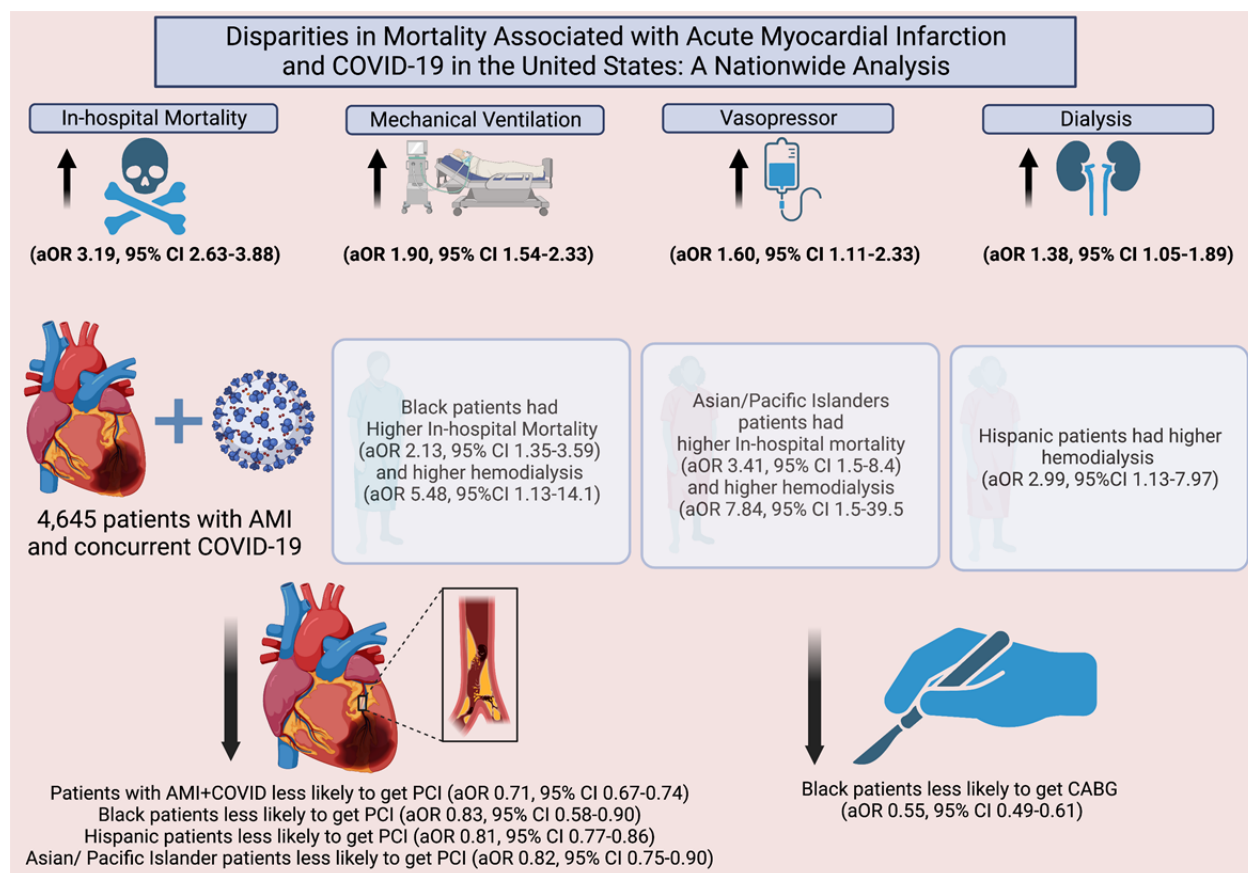 Disparities in Mortality Associated with Acute Myocardial Infarction
and COVID-19 in the United States: A Nationwide Analysis
In-hospital Mortality
(aOR 3.19, 95% CI 2.63-3.88)
Mechanical Ventilation
(aOR 1.90, 95% CI 1.54-2.33)
Vasopressor
(aOR 1.60, 95% CI 1.11-2.33)
Dialysis
(aOR 1.38, 95% CI 1.05-1.89)
4,645 patients with AMI
and concurrent COVID-19
Black patients had
Higher In-hospital Mortality
(aOR 2.13, 95% CI 1.35-3.59)
and higher hemodialysis
(aOR 5.48, 95%CI 1.13-14.1)
Asian/Pacific Islanders
patients had
higher In-hospital mortality
(aOR 3.41, 95% CI 1.5-8.4)
and higher hemodialysis
(aOR 7.84, 95% CI 1.5-39.5
Hispanic patients had higher
hemodialysis
(aOR 2.99, 95%CI 1.13-7.97)
Patients with AMI+COVID less likely to get PCI (aOR 0.71, 95% CI 0.67-0.74)
Black patients less likely to get PCI (aOR 0.83, 95% CI 0.58-0.90)
Hispanic patients less likely to get PCI (aOR 0.81, 95% CI 0.77-0.86)
Asian/ Pacific Islander patients less likely to get PCI (aOR 0.82, 95% CI 0.75-0.90)
Black patients less likely to get CABG
(aOR 0.55, 95% CI 0.49-0.61)